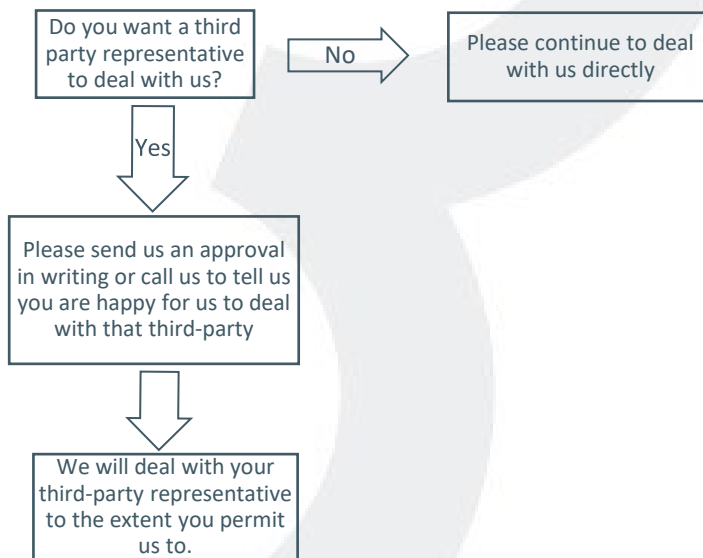 Do you want a third
party representative
to deal with us?
No
Please continue to deal
with us directly
Yes
Please send us an approval
in writing or call us to tell us
you are happy for us to deal
with that third-party
We will deal with your
third-party representative
to the extent you permit
us to.